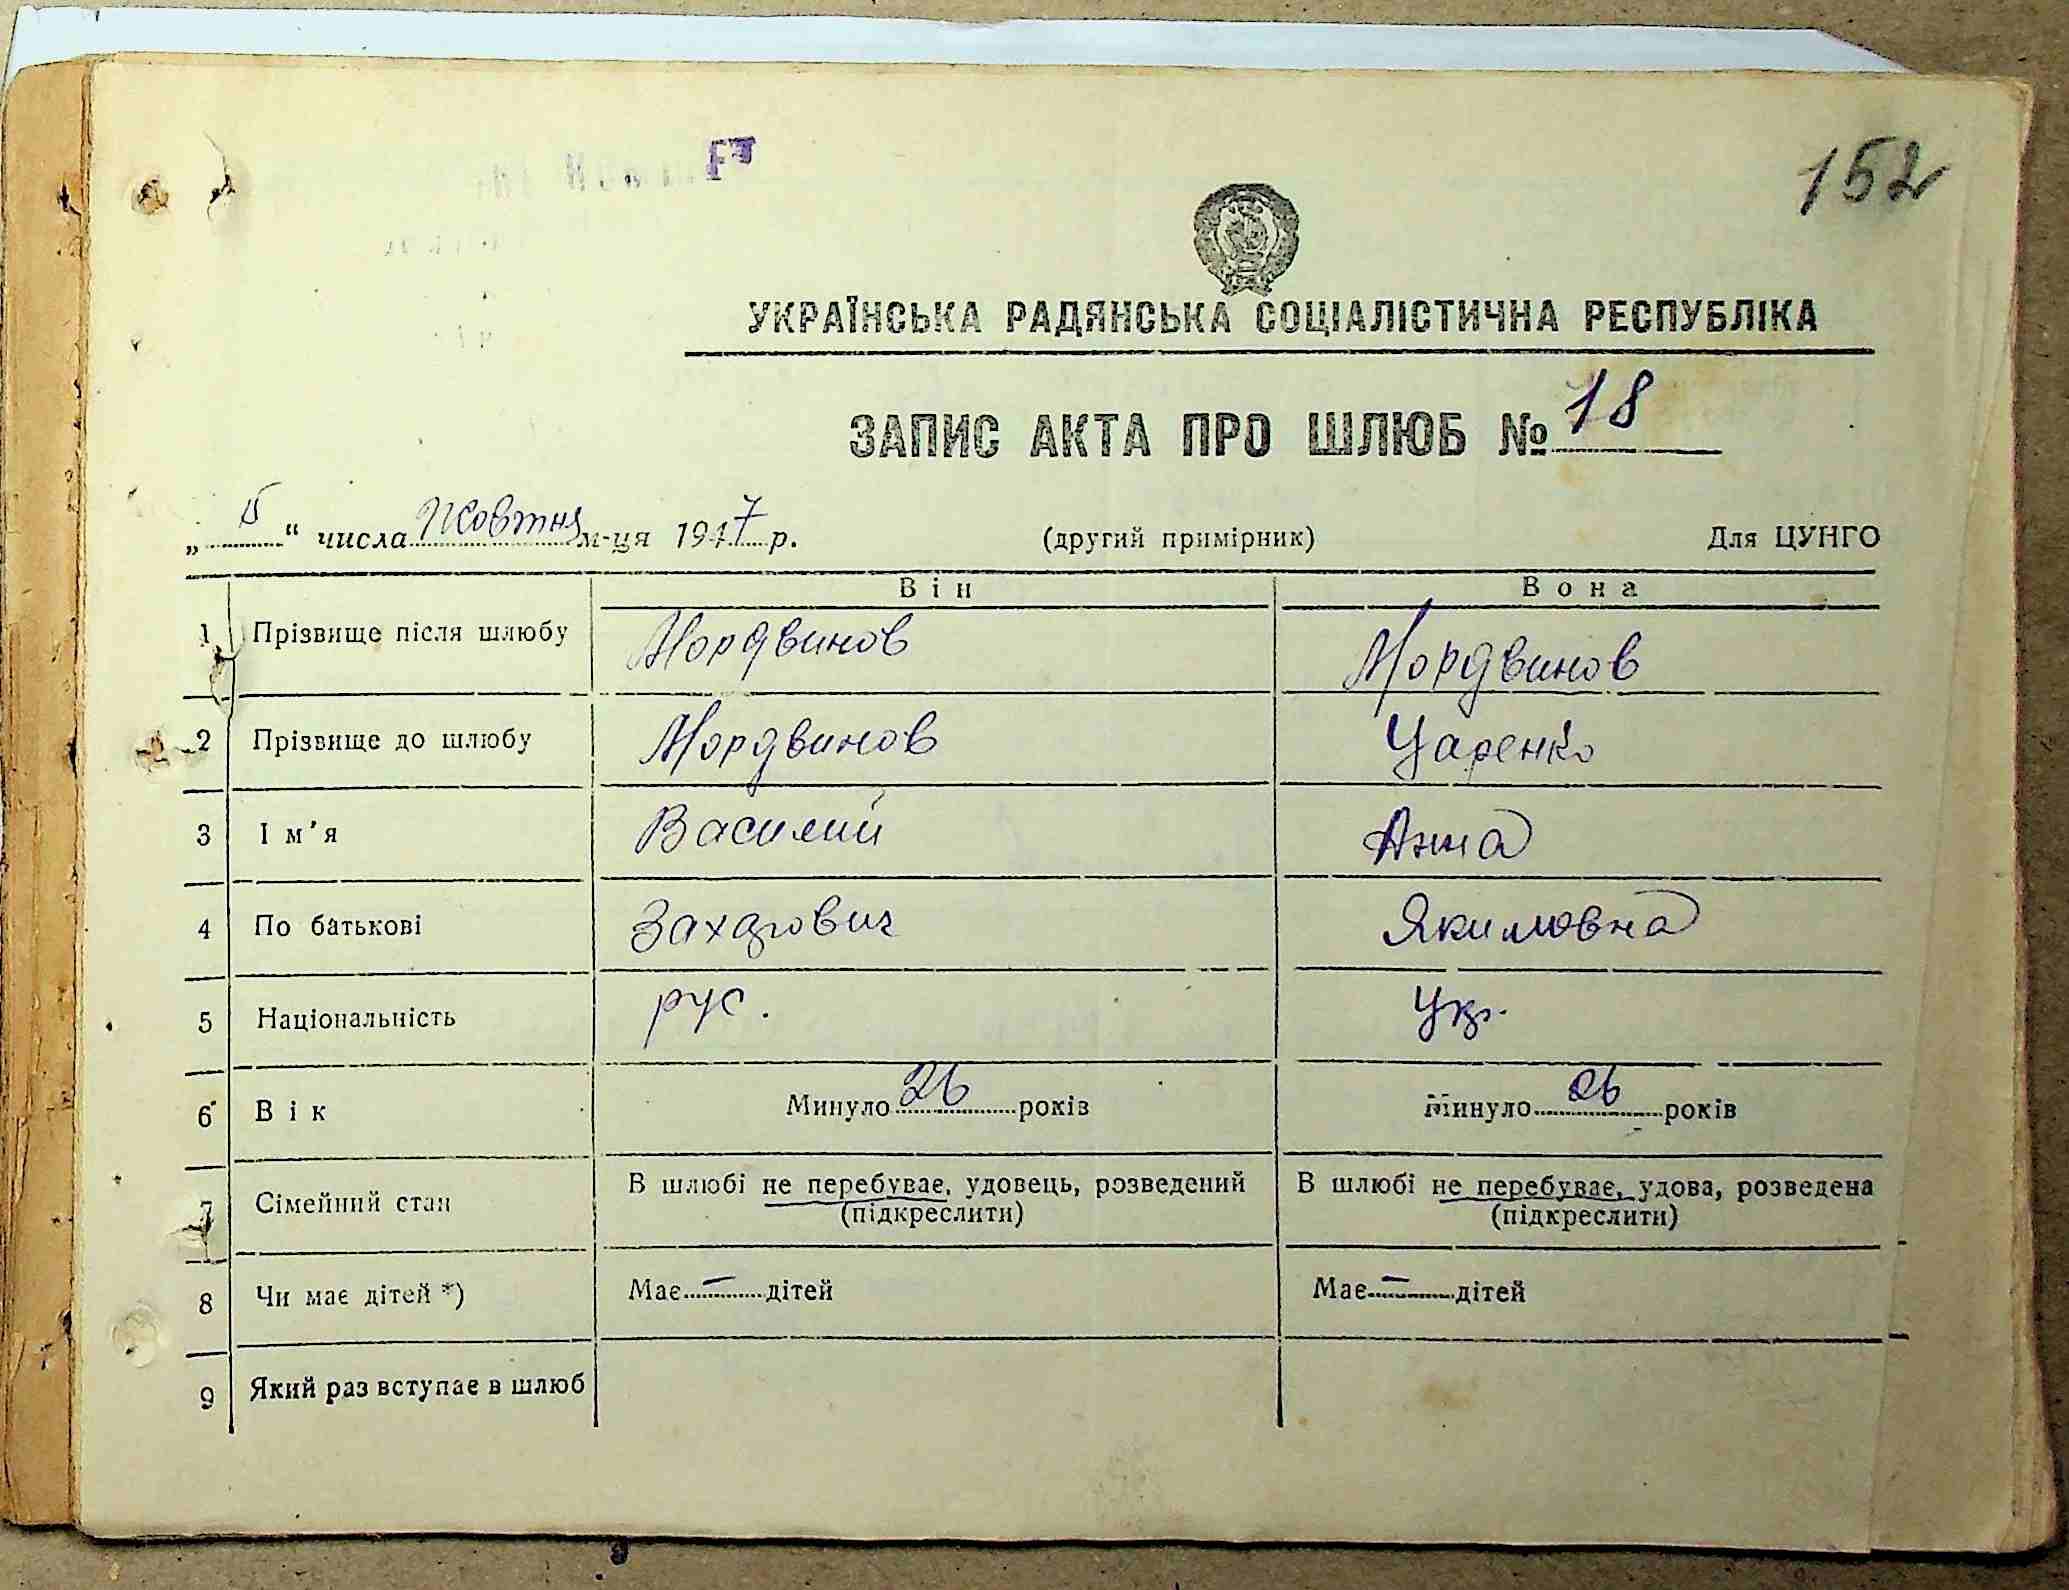 152
УКРАЇНСЬКА РАДЯНСЬКА СОЦІАЛІСТИЧНА РЕСПУБЛІКА
ЗАПИС АКТА ПРО ШЛЮБ № 18
„ 5 “ числа Жовтня м-ця 1947 р. (другий примірник) Для ЦУНГО
Він Вона
1 Прізвище після шлюбу Мордвинов Мордвинов
2 Прізвище до шлюбу Мордвинов Царенко
3 Ім'я Василий Анна
4 По батькові Захарович Якимовна
5 Національність рус. Укр.
6 Вік Минуло 26 років Минуло 26 років
7 Сімейний стан В шлюбі не перебуває, удовець, розведений В шлюбі не перебуває, удова, розведена
(підкреслити) (підкреслити)
8 Чи має дітей *) Має — дітей Має — дітей
9 Який раз вступає в шлюб